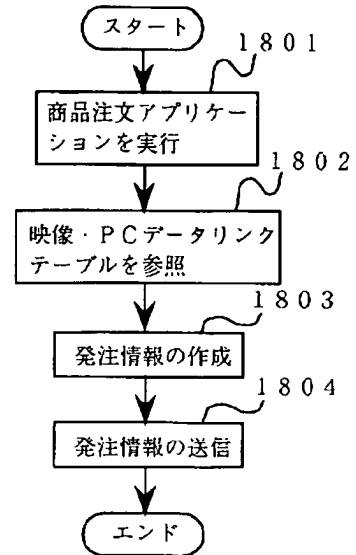 スタート
1801
商品注文アプリケー
ションを実行
1802
映像・PCデータリンク
テーブルを参照
1803
発注情報の作成
1804
発注情報の送信
エンド